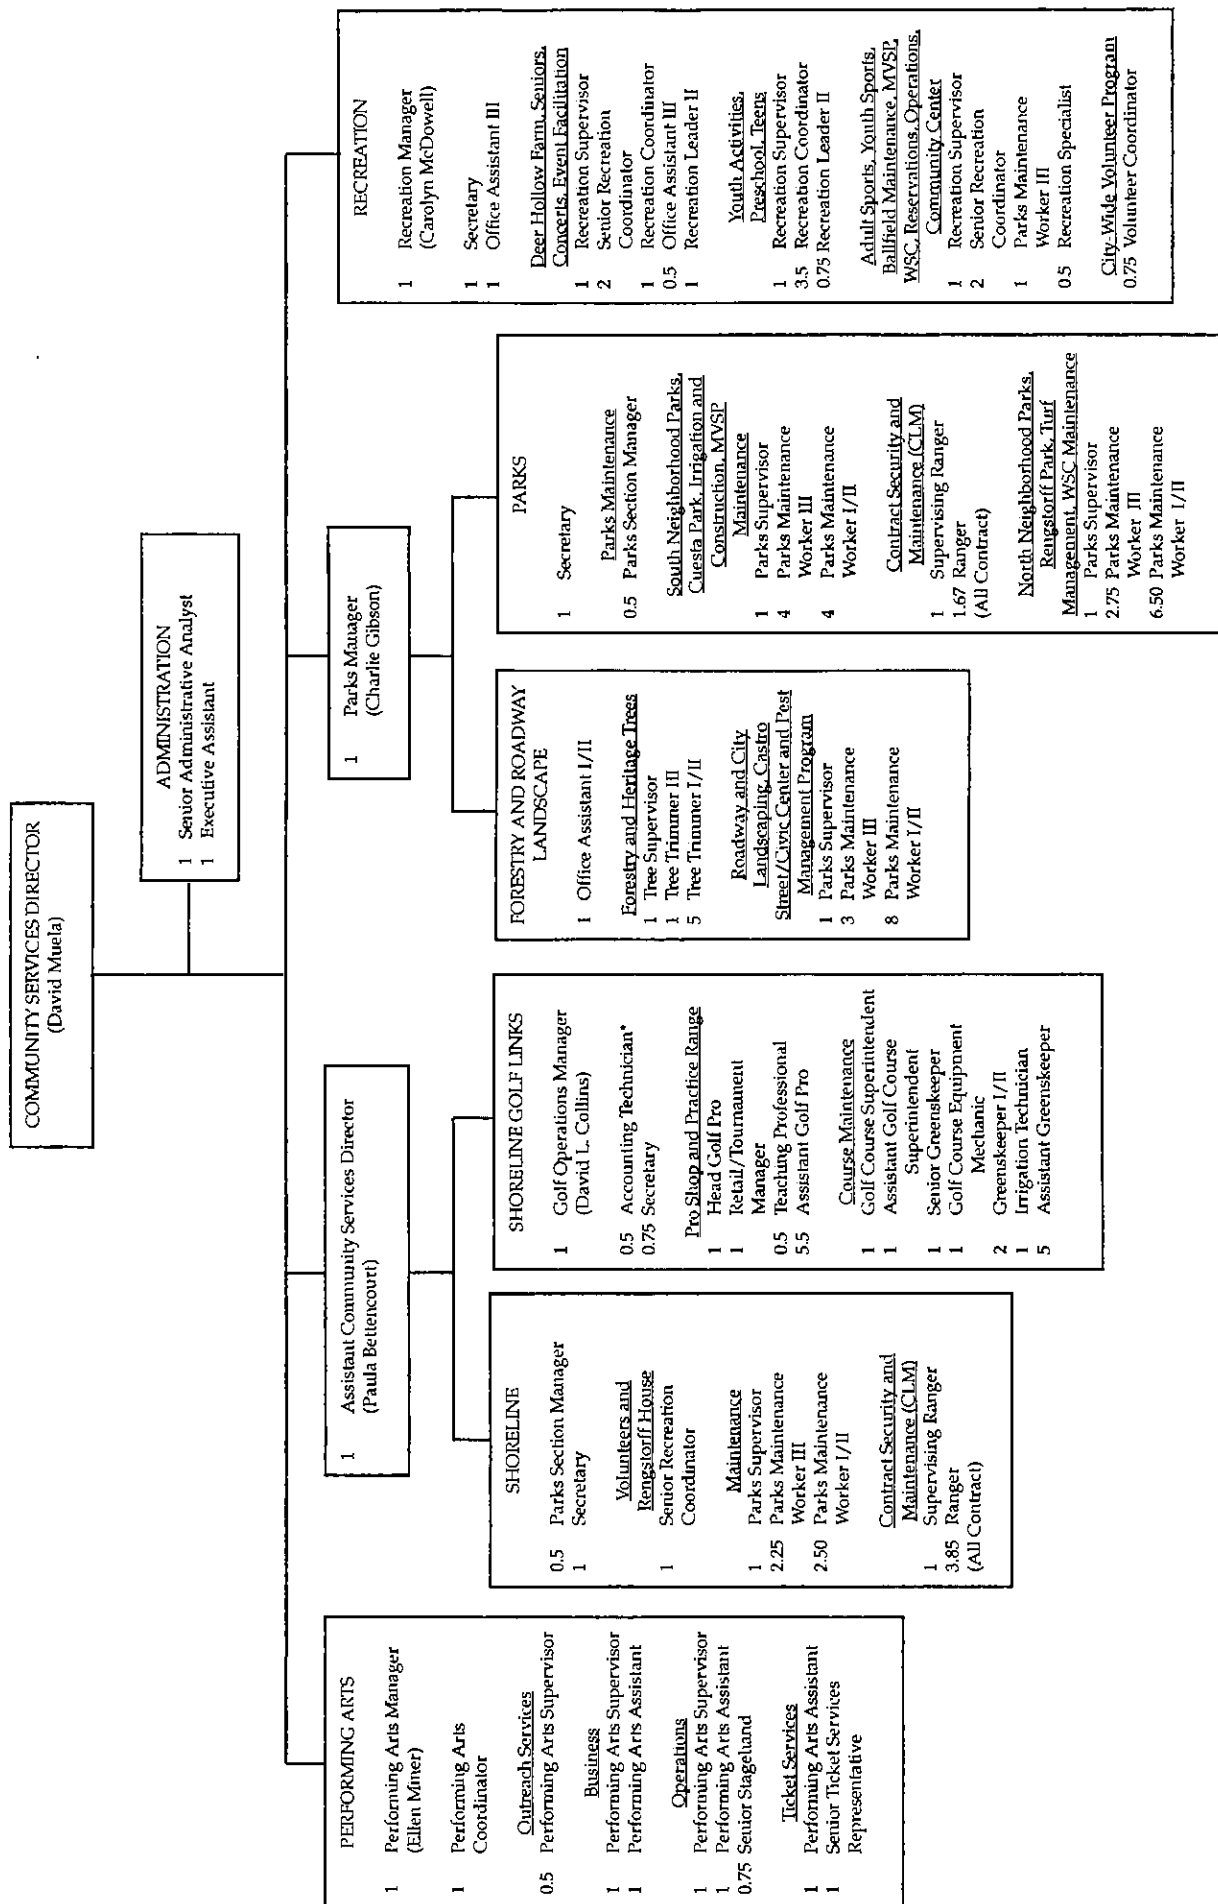 COMMUNITY SERVICES DIRECTOR
(David Muela)
ADMINISTRATION
1 Senior Administrative Analyst
1 Executive Assistant
PERFORMING ARTS
1 Performing Arts Manager
(Ellen Miner)
1 Performing Arts
Coordinator
Outreach Services
0.5 Performing Arts Supervisor
Business
1 Performing Arts Supervisor
1 Performing Arts Assistant
Operations
1 Performing Arts Supervisor
1 Performing Arts Assistant
0.75 Senior Stagehand
Ticket Services
1 Performing Arts Assistant
1 Senior Ticket Services
Representative
1 Assistant Community Services Director
(Paula Bettencourt)
SHORELINE
0.5 Parks Section Manager
1 Secretary
Volunteers and
Rengstorff House
1 Senior Recreation
Coordinator
Maintenance
1 Parks Supervisor
2.25 Parks Maintenance
Worker III
2.50 Parks Maintenance
Worker I/II
Contract Security and
Maintenance (CLM)
1 Supervising Ranger
3.85 Ranger
(All Contract)
SHORELINE GOLF LINKS
1 Golf Operations Manager
(David L. Collins)
0.5 Accounting Technician*
0.75 Secretary
Pro Shop and Practice Range
1 Head Golf Pro
1 Retail/Tournament
Manager
0.5 Teaching Professional
5.5 Assistant Golf Pro
Course Maintenance
1 Golf Course Superintendent
1 Assistant Golf Course
Superintendent
1 Senior Greenskeeper
1 Golf Course Equipment
Mechanic
2 Greenskeeper I/II
1 Irrigation Technician
5 Assistant Greenskeeper
1 Parks Manager
(Charlie Gibson)
FORESTRY AND ROADWAY
LANDSCAPE
1 Office Assistant I/II
Forestry and Heritage Trees
1 Tree Supervisor
1 Tree Trimmer III
5 Tree Trimmer I/II
Roadway and City
Landscaping, Castro
Street/Civic Center and Pest
Management Program
1 Parks Supervisor
3 Parks Maintenance
Worker III
8 Parks Maintenance
Worker I/II
PARKS
1 Secretary
Parks Maintenance
0.5 Parks Section Manager
South Neighborhood Parks,
Cuesta Park, Irrigation and
Construction, MVSP
Maintenance
1 Parks Supervisor
4 Parks Maintenance
Worker III
4 Parks Maintenance
Worker I/II
Contract Security and
Maintenance (CLM)
1 Supervising Ranger
1.67 Ranger
(All Contract)
North Neighborhood Parks,
Rengstorff Park, Turf
Management, WSC Maintenance
1 Parks Supervisor
2.75 Parks Maintenance
Worker III
6.50 Parks Maintenance
Worker I/II
RECREATION
1 Recreation Manager
(Carolyn McDowell)
1 Secretary
1 Office Assistant III
Deer Hollow Farm, Seniors,
Concerts, Event Facilitation
1 Recreation Supervisor
2 Senior Recreation
Coordinator
1 Recreation Coordinator
0.5 Office Assistant III
1 Recreation Leader II
Youth Activities,
Preschool, Teens
1 Recreation Supervisor
3.5 Recreation Coordinator
0.75 Recreation Leader II
Adult Sports, Youth Sports,
Ballfield Maintenance, MVSP,
WSC, Reservations, Operations,
Community Center
1 Recreation Supervisor
2 Senior Recreation
Coordinator
1 Parks Maintenance
Worker III
0.5 Recreation Specialist
City-Wide Volunteer Program
0.75 Volunteer Coordinator